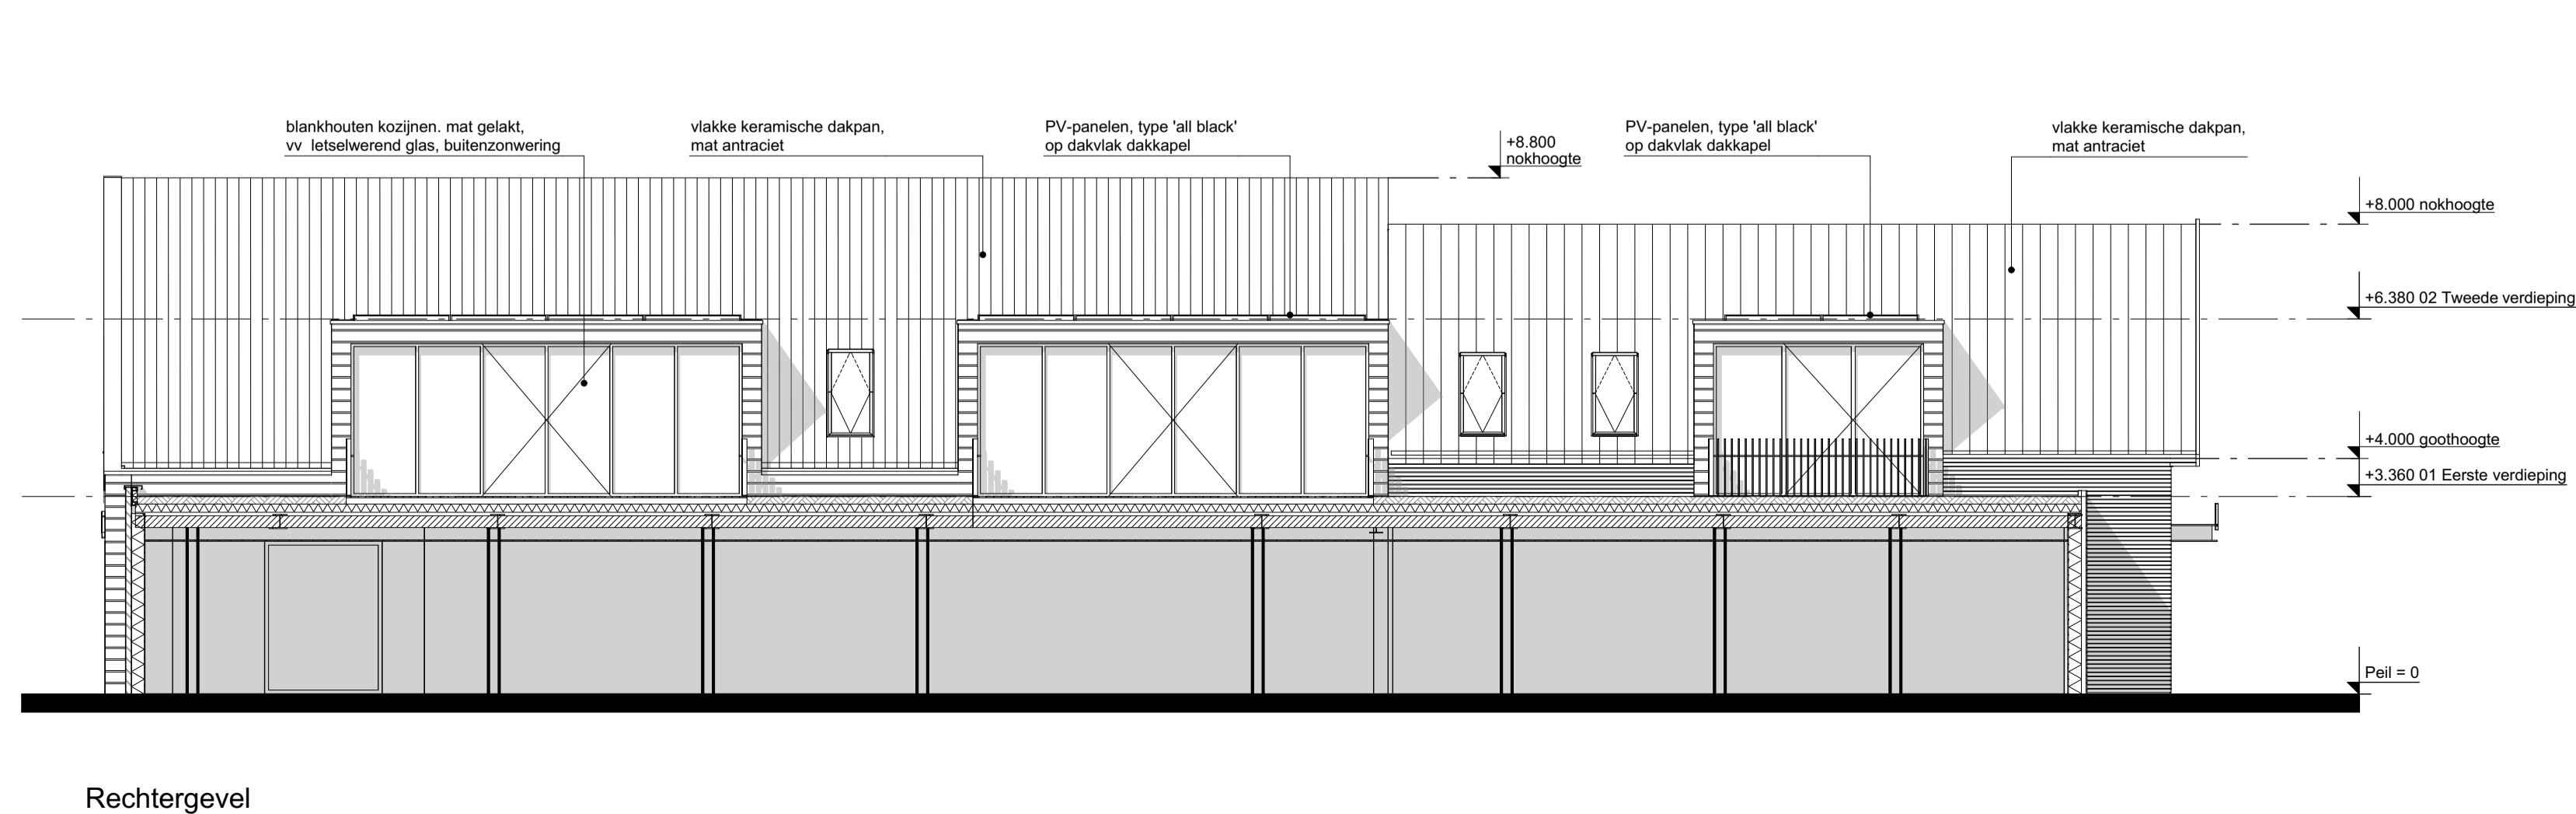 blankhouten kozijnen. mat gelakt,
vv letselwerend glas, buitenzonwering
vlakke keramische dakpan,
mat antraciet
PV-panelen, type 'all black'
op dakvlak dakkapel
+8.800
nokhoogte
PV-panelen, type 'all black'
op dakvlak dakkapel
vlakke keramische dakpan,
mat antraciet
+8.000 nokhoogte
+6.380 02 Tweede verdieping
+4.000 goothoogte
+3.360 01 Eerste verdieping
Peil = 0
Rechtergevel